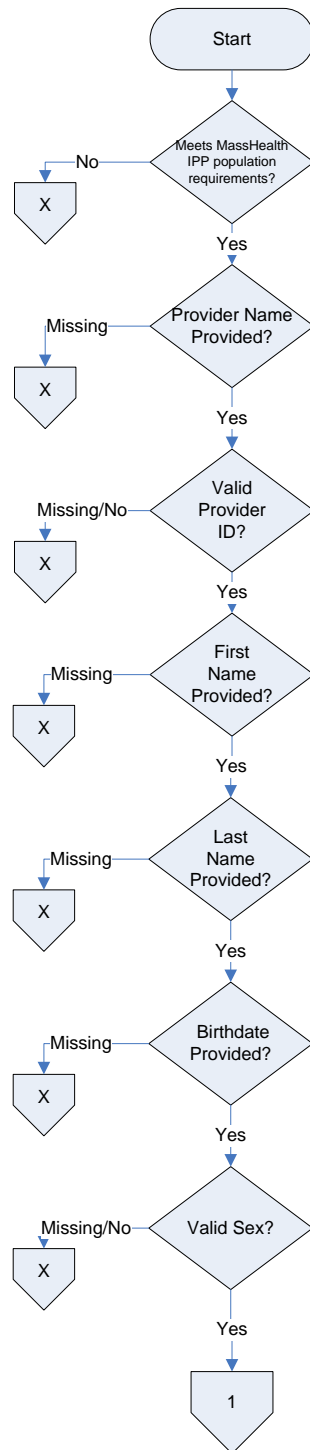 Start
Meets MassHealth
IPP population
requirements?
No
X
Yes
Provider Name
Provided?
Missing
X
Yes
Valid
Provider
ID?
Missing/No
X
Yes
First
Name
Provided?
Missing
X
Yes
Last
Name
Provided?
Missing
X
Yes
Birthdate
Provided?
Missing
X
Yes
Valid Sex?
Missing/No
X
Yes
1